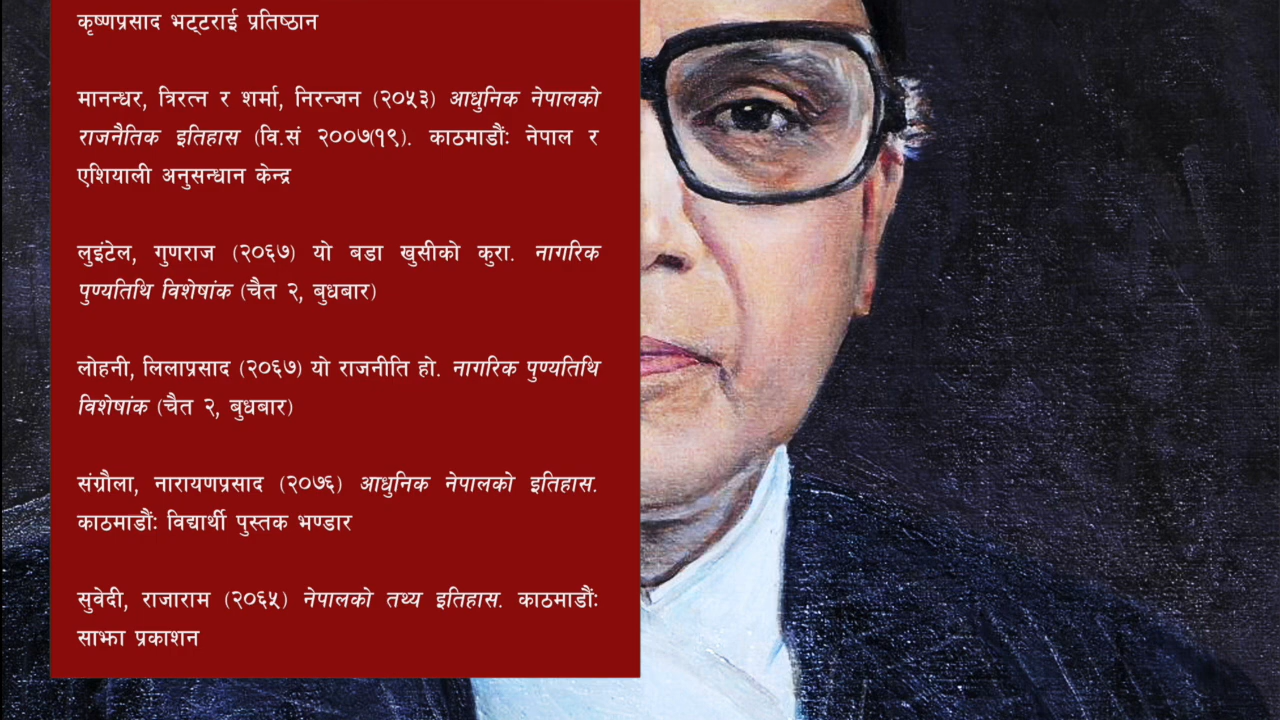 कृष्णप्रसाद भट्टराई प्रतिष्ठान
मानन्धर, त्रिरत्न र शर्मा, निरन्जन (२०५३) आधुनिक नेपालको
राजनैतिक इतिहास (वि.सं २००७(१९). काठमाडौंः नेपाल र
एशियाली अनुसन्धान केन्द्र
लुइंटेल, गुणराज (२०६७) यो बडा खुसीको कुरा. नागरिक
पुण्यतिथि विशेषांक (चैत २, बुधबार)
लोहनी, लिलाप्रसाद (२०६७) यो राजनीति हो. नागरिक पुण्यतिथि
विशेषांक (चैत २, बुधबार)
संग्रौला, नारायणप्रसाद (२०७६) आधुनिक नेपालको इतिहास.
काठमाडौंः विद्यार्थी पुस्तक भण्डार
सुवेदी, राजाराम (२०६५) नेपालको तथ्य इतिहास. काठमाडौंः
साझा प्रकाशन